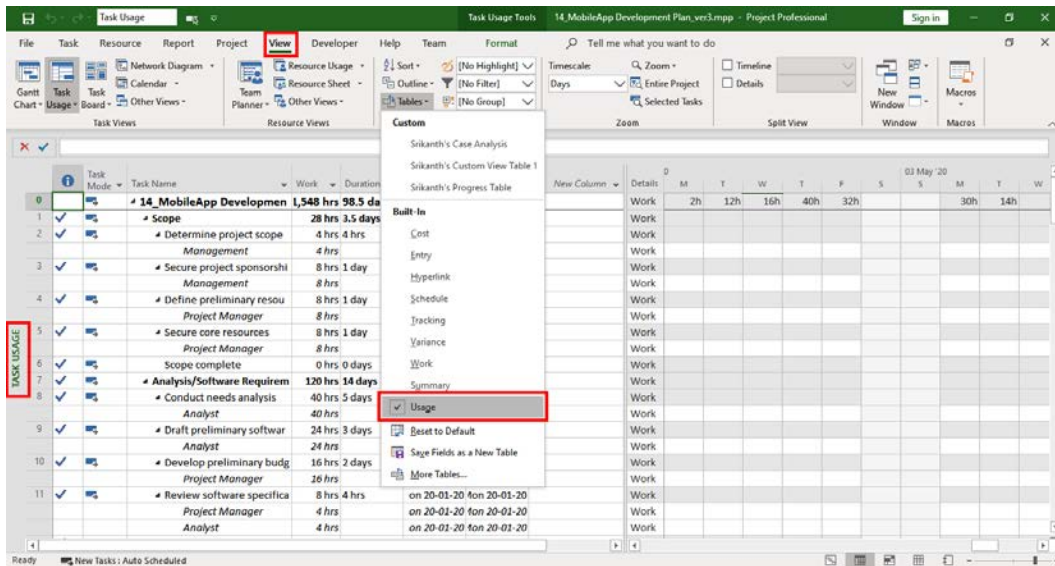 Task Usage
Task Usage Tools
14_MobileApp Development Plan_ver3.mpp - Project Professional
Sign in
File Task Resource Report Project View Developer Help Team Format Tell me what you want to do
Gantt Chart
Task Usage
Task Board
Network Diagram
Calendar
Other Views
Task Views
Team Planner
Resource Usage
Resource Sheet
Other Views
Resource Views
Sort
Outline
Tables
[No Highlight]
[No Filter]
[No Group]
Timescale:
Days
Zoom
Entire Project
Selected Tasks
Zoom
Timeline
Details
Split View
New Window
Window
Macros
Macros
Custom
Srikanth's Case Analysis
Srikanth's Custom View Table 1
Srikanth's Progress Table
Built-In
Cost
Entry
Hyperlink
Schedule
Tracking
Variance
Work
Summary
Usage
Reset to Default
Save Fields as a New Table
More Tables...
TASK USAGE
Task Mode Task Name Work Duration New Column Details M T W T F S S M T W
03 May '20
0 14_MobileApp Developmen 1,548 hrs 98.5 da Work 2h 12h 16h 40h 32h 30h 14h
1 Scope 28 hrs 3.5 days Work
2 Determine project scope 4 hrs 4 hrs Work
Management 4 hrs Work
3 Secure project sponsorshi 8 hrs 1 day Work
Management 8 hrs Work
4 Define preliminary resou 8 hrs 1 day Work
Project Manager 8 hrs Work
5 Secure core resources 8 hrs 1 day Work
Project Manager 8 hrs Work
6 Scope complete 0 hrs 0 days Work
7 Analysis/Software Requirem 120 hrs 14 days Work
8 Conduct needs analysis 40 hrs 5 days Work
Analyst 40 hrs Work
9 Draft preliminary softwar 24 hrs 3 days Work
Analyst 24 hrs Work
10 Develop preliminary budg 16 hrs 2 days Work
Project Manager 16 hrs Work
11 Review software specifica 8 hrs 4 hrs on 20-01-20 on 20-01-20 Work
Project Manager 4 hrs on 20-01-20 on 20-01-20 Work
Analyst 4 hrs on 20-01-20 on 20-01-20 Work
Ready New Tasks : Auto Scheduled